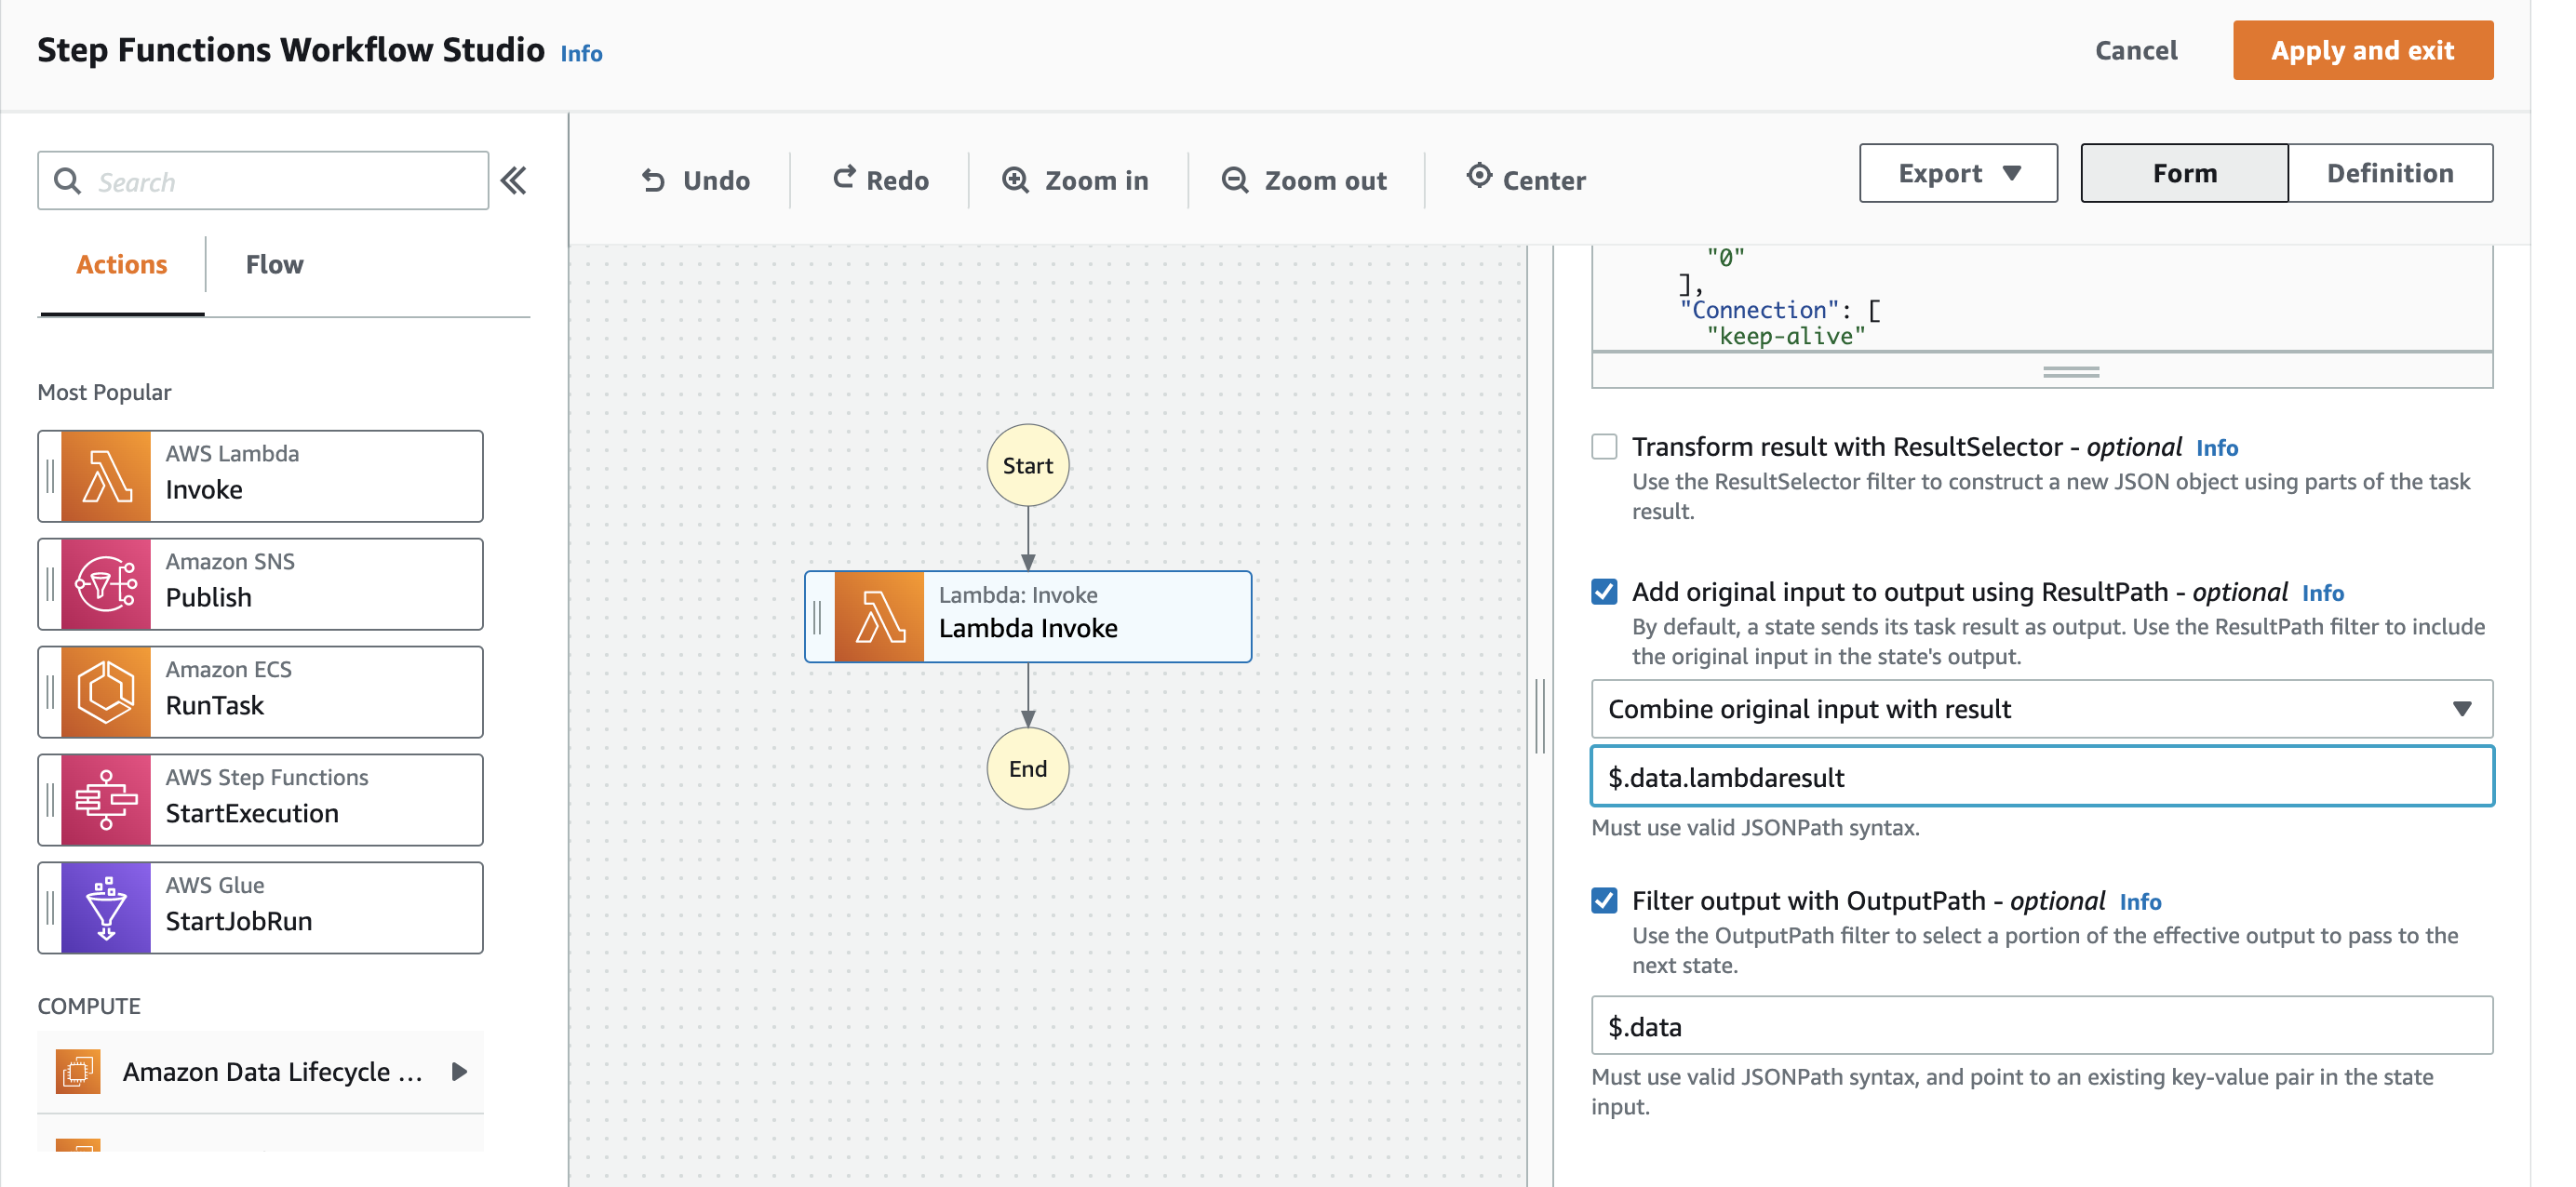 Step Functions Workflow Studio Info
Cancel
Apply and exit
Search
Actions
Flow
Most Popular
AWS Lambda
Invoke
Amazon SNS
Publish
Amazon ECS
RunTask
AWS Step Functions
StartExecution
AWS Glue
StartJobRun
COMPUTE
Amazon Data Lifecycle ...
Undo
Redo
Zoom in
Zoom out
Center
Export
Form
Definition
Start
Lambda: Invoke
Lambda Invoke
End
"0"
],
"Connection": [
"keep-alive"
Transform result with ResultSelector - optional Info
Use the ResultSelector filter to construct a new JSON object using parts of the task
result.
Add original input to output using ResultPath - optional Info
By default, a state sends its task result as output. Use the ResultPath filter to include
the original input in the state's output.
Combine original input with result
$.data.lambdaresult
Must use valid JSONPath syntax.
Filter output with OutputPath - optional Info
Use the OutputPath filter to select a portion of the effective output to pass to the
next state.
$.data
Must use valid JSONPath syntax, and point to an existing key-value pair in the state
input.